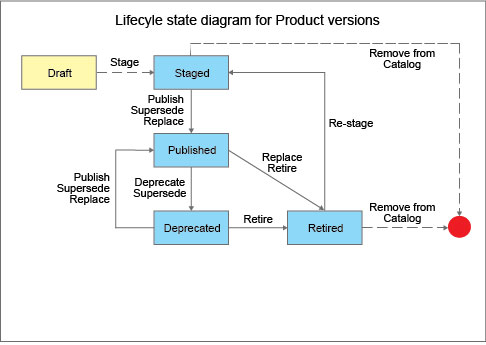 Lifecyle state diagram for Product versions
Remove from
Catalog
Stage
Draft
Staged
Publish
Supersede
Replace
Re-stage
Published
Replace
Retire
Publish
Supersede
Replace
Deprecate
Supersede
Deprecated
Retire
Retired
Remove from
Catalog